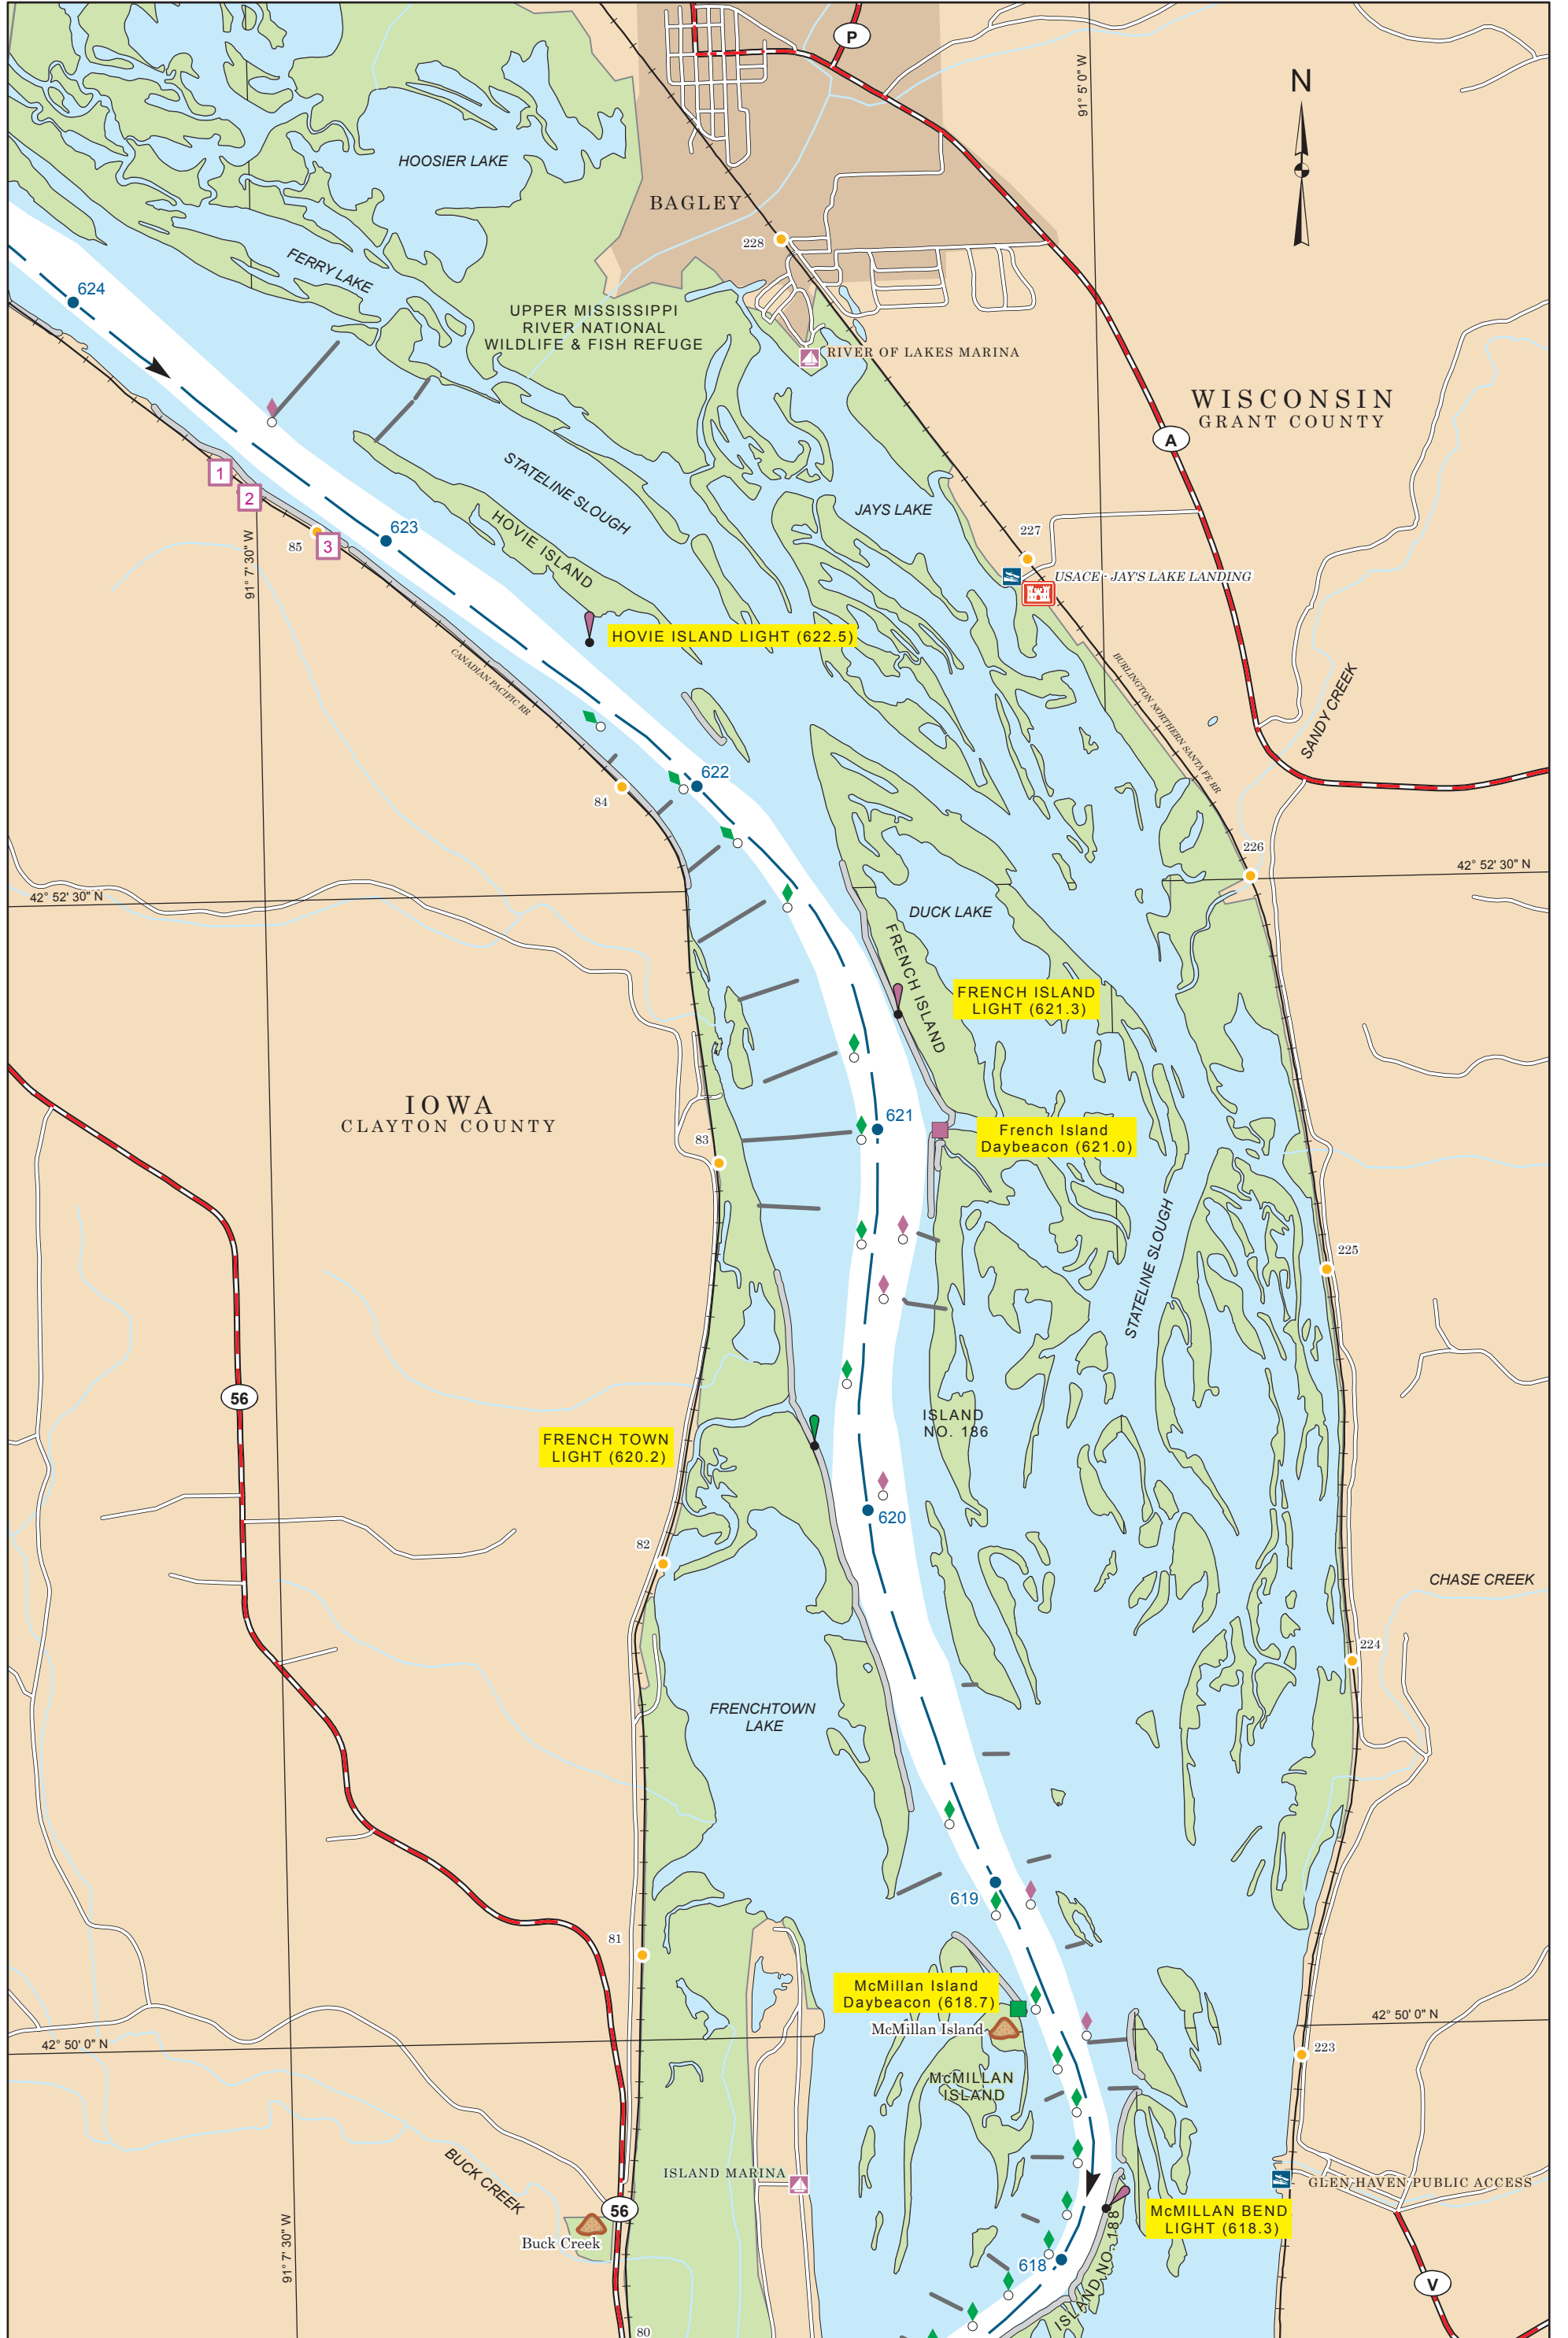 P
91° 5' 0" W
N
HOOSIER LAKE
BAGLEY
228
FERRY LAKE
624
UPPER MISSISSIPPI
RIVER NATIONAL
WILDLIFE & FISH REFUGE
RIVER OF LAKES MARINA
WISCONSIN
GRANT COUNTY
A
1
2
3
85
623
91° 7' 30" W
STATELINE SLOUGH
HOVIE ISLAND
JAYS LAKE
227
USACE - JAY'S LAKE LANDING
HOVIE ISLAND LIGHT (622.5)
CANADIAN PACIFIC RR
BURLINGTON NORTHERN SANTA FE RR
SANDY CREEK
622
84
226
42° 52' 30" N
42° 52' 30" N
DUCK LAKE
FRENCH ISLAND
FRENCH ISLAND
LIGHT (621.3)
IOWA
CLAYTON COUNTY
621
French Island
Daybeacon (621.0)
83
STATELINE SLOUGH
225
56
ISLAND
NO. 186
FRENCH TOWN
LIGHT (620.2)
620
82
CHASE CREEK
224
FRENCHTOWN
LAKE
619
81
McMillan Island
Daybeacon (618.7)
McMillan Island
42° 50' 0" N
42° 50' 0" N
223
McMILLAN
ISLAND
BUCK CREEK
ISLAND MARINA
GLEN HAVEN PUBLIC ACCESS
56
McMILLAN BEND
LIGHT (618.3)
Buck Creek
91° 7' 30" W
618
ISLAND NO. 188
V
80